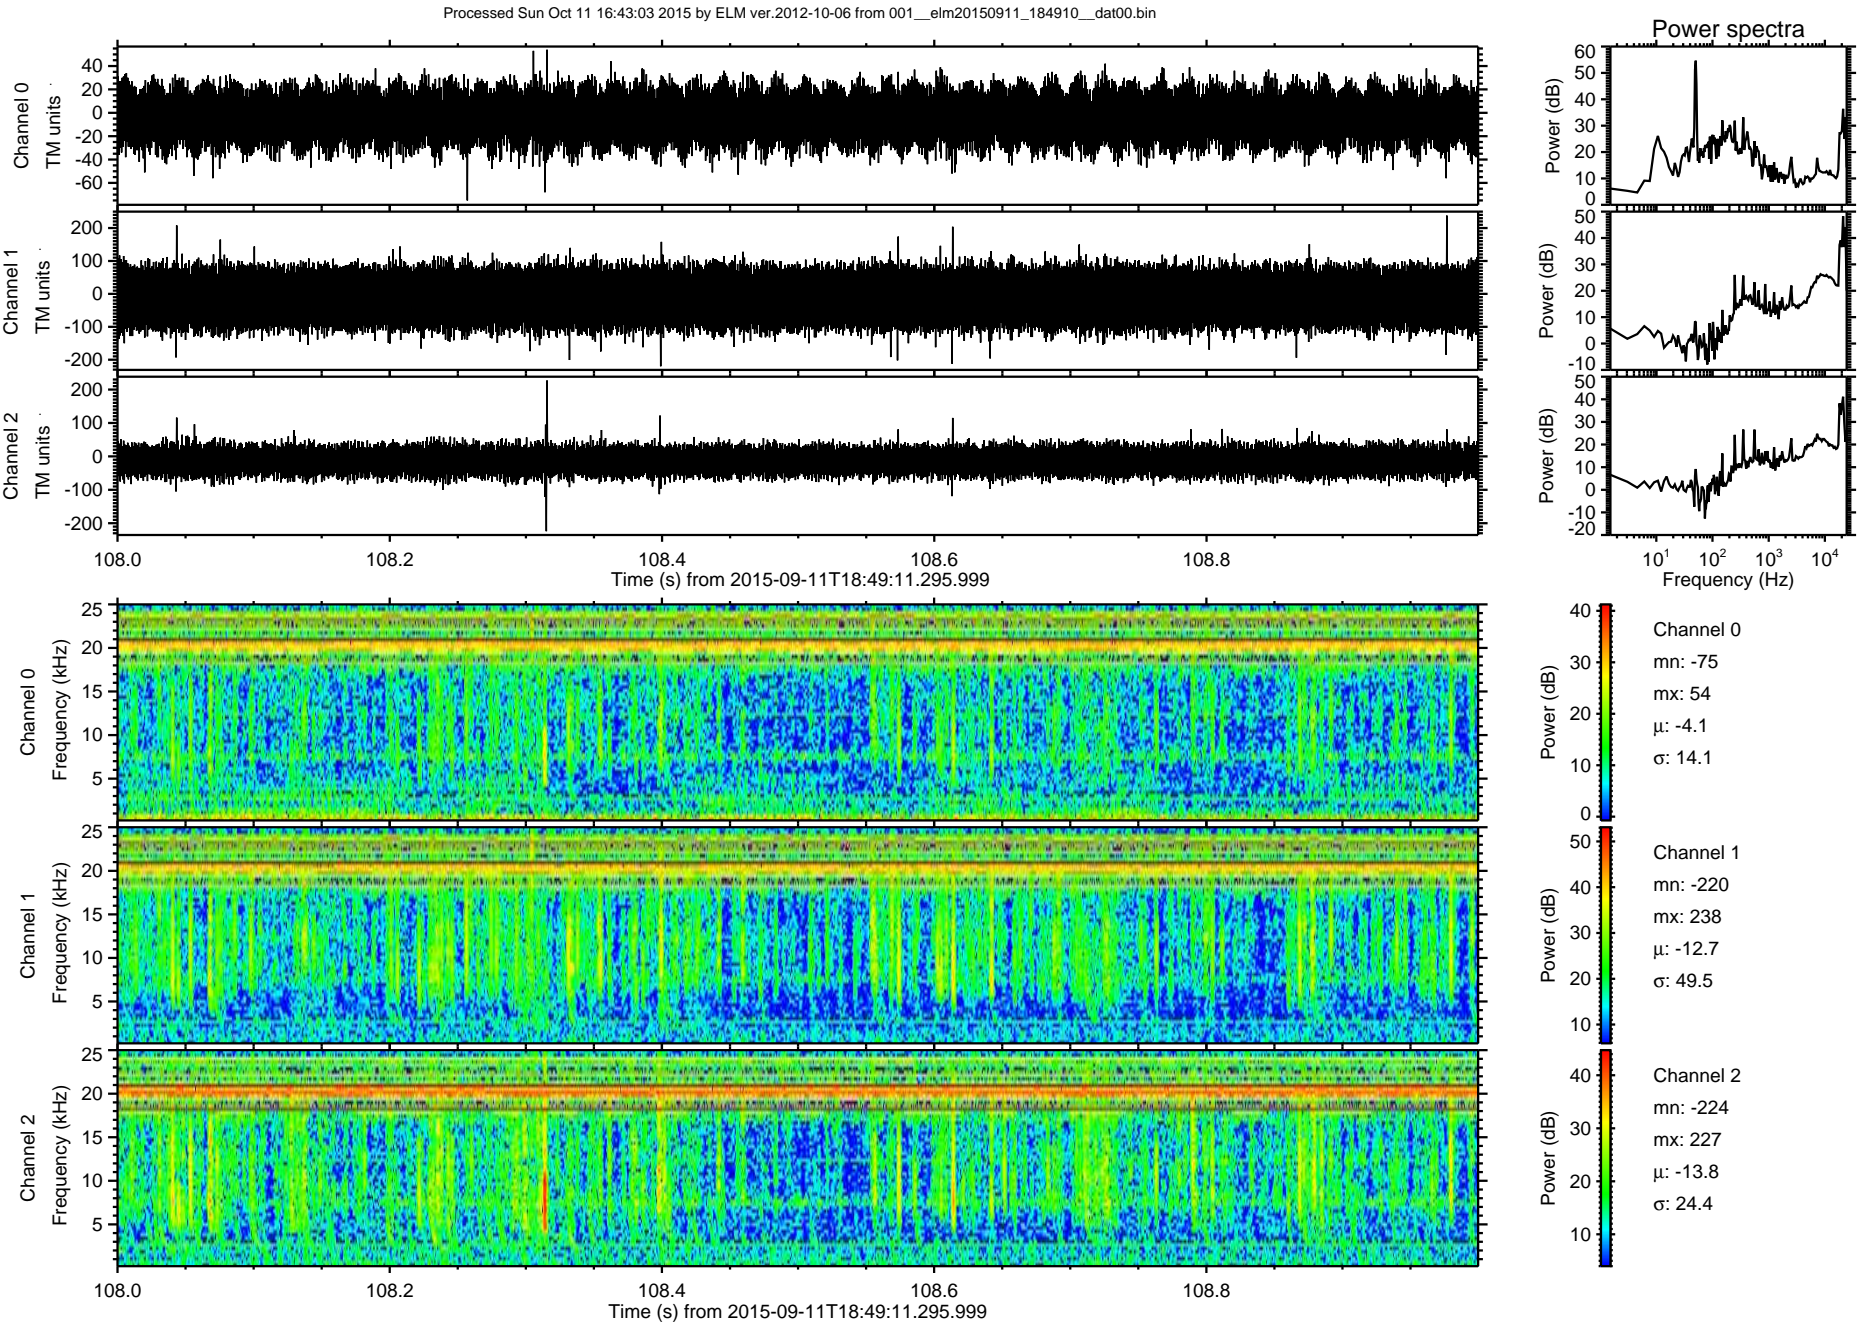 Processed Sun Oct 11 16:43:03 2015 by ELM ver.2012-10-06 from 001__elm20150911_184910__dat00.bin
Power spectra
Channel 0
TM units
40
20
0
-20
-40
-60
Power (dB)
60
50
40
30
20
10
0
Channel 1
TM units
200
100
0
-100
-200
Power (dB)
50
40
30
20
10
0
-10
Channel 2
TM units
200
100
0
-100
-200
Power (dB)
50
40
30
20
10
0
-10
-20
108.0 108.2 108.4 108.6 108.8
Time (s) from 2015-09-11T18:49:11.295.999
10¹ 10² 10³ 10⁴
Frequency (Hz)
Channel 0
Frequency (kHz)
25
20
15
10
5
Power (dB)
40
30
20
10
0
Channel 0
mn: -75
mx: 54
μ: -4.1
σ: 14.1
Channel 1
Frequency (kHz)
25
20
15
10
5
Power (dB)
50
40
30
20
10
Channel 1
mn: -220
mx: 238
μ: -12.7
σ: 49.5
Channel 2
Frequency (kHz)
25
20
15
10
5
Power (dB)
40
30
20
10
Channel 2
mn: -224
mx: 227
μ: -13.8
σ: 24.4
108.0 108.2 108.4 108.6 108.8
Time (s) from 2015-09-11T18:49:11.295.999